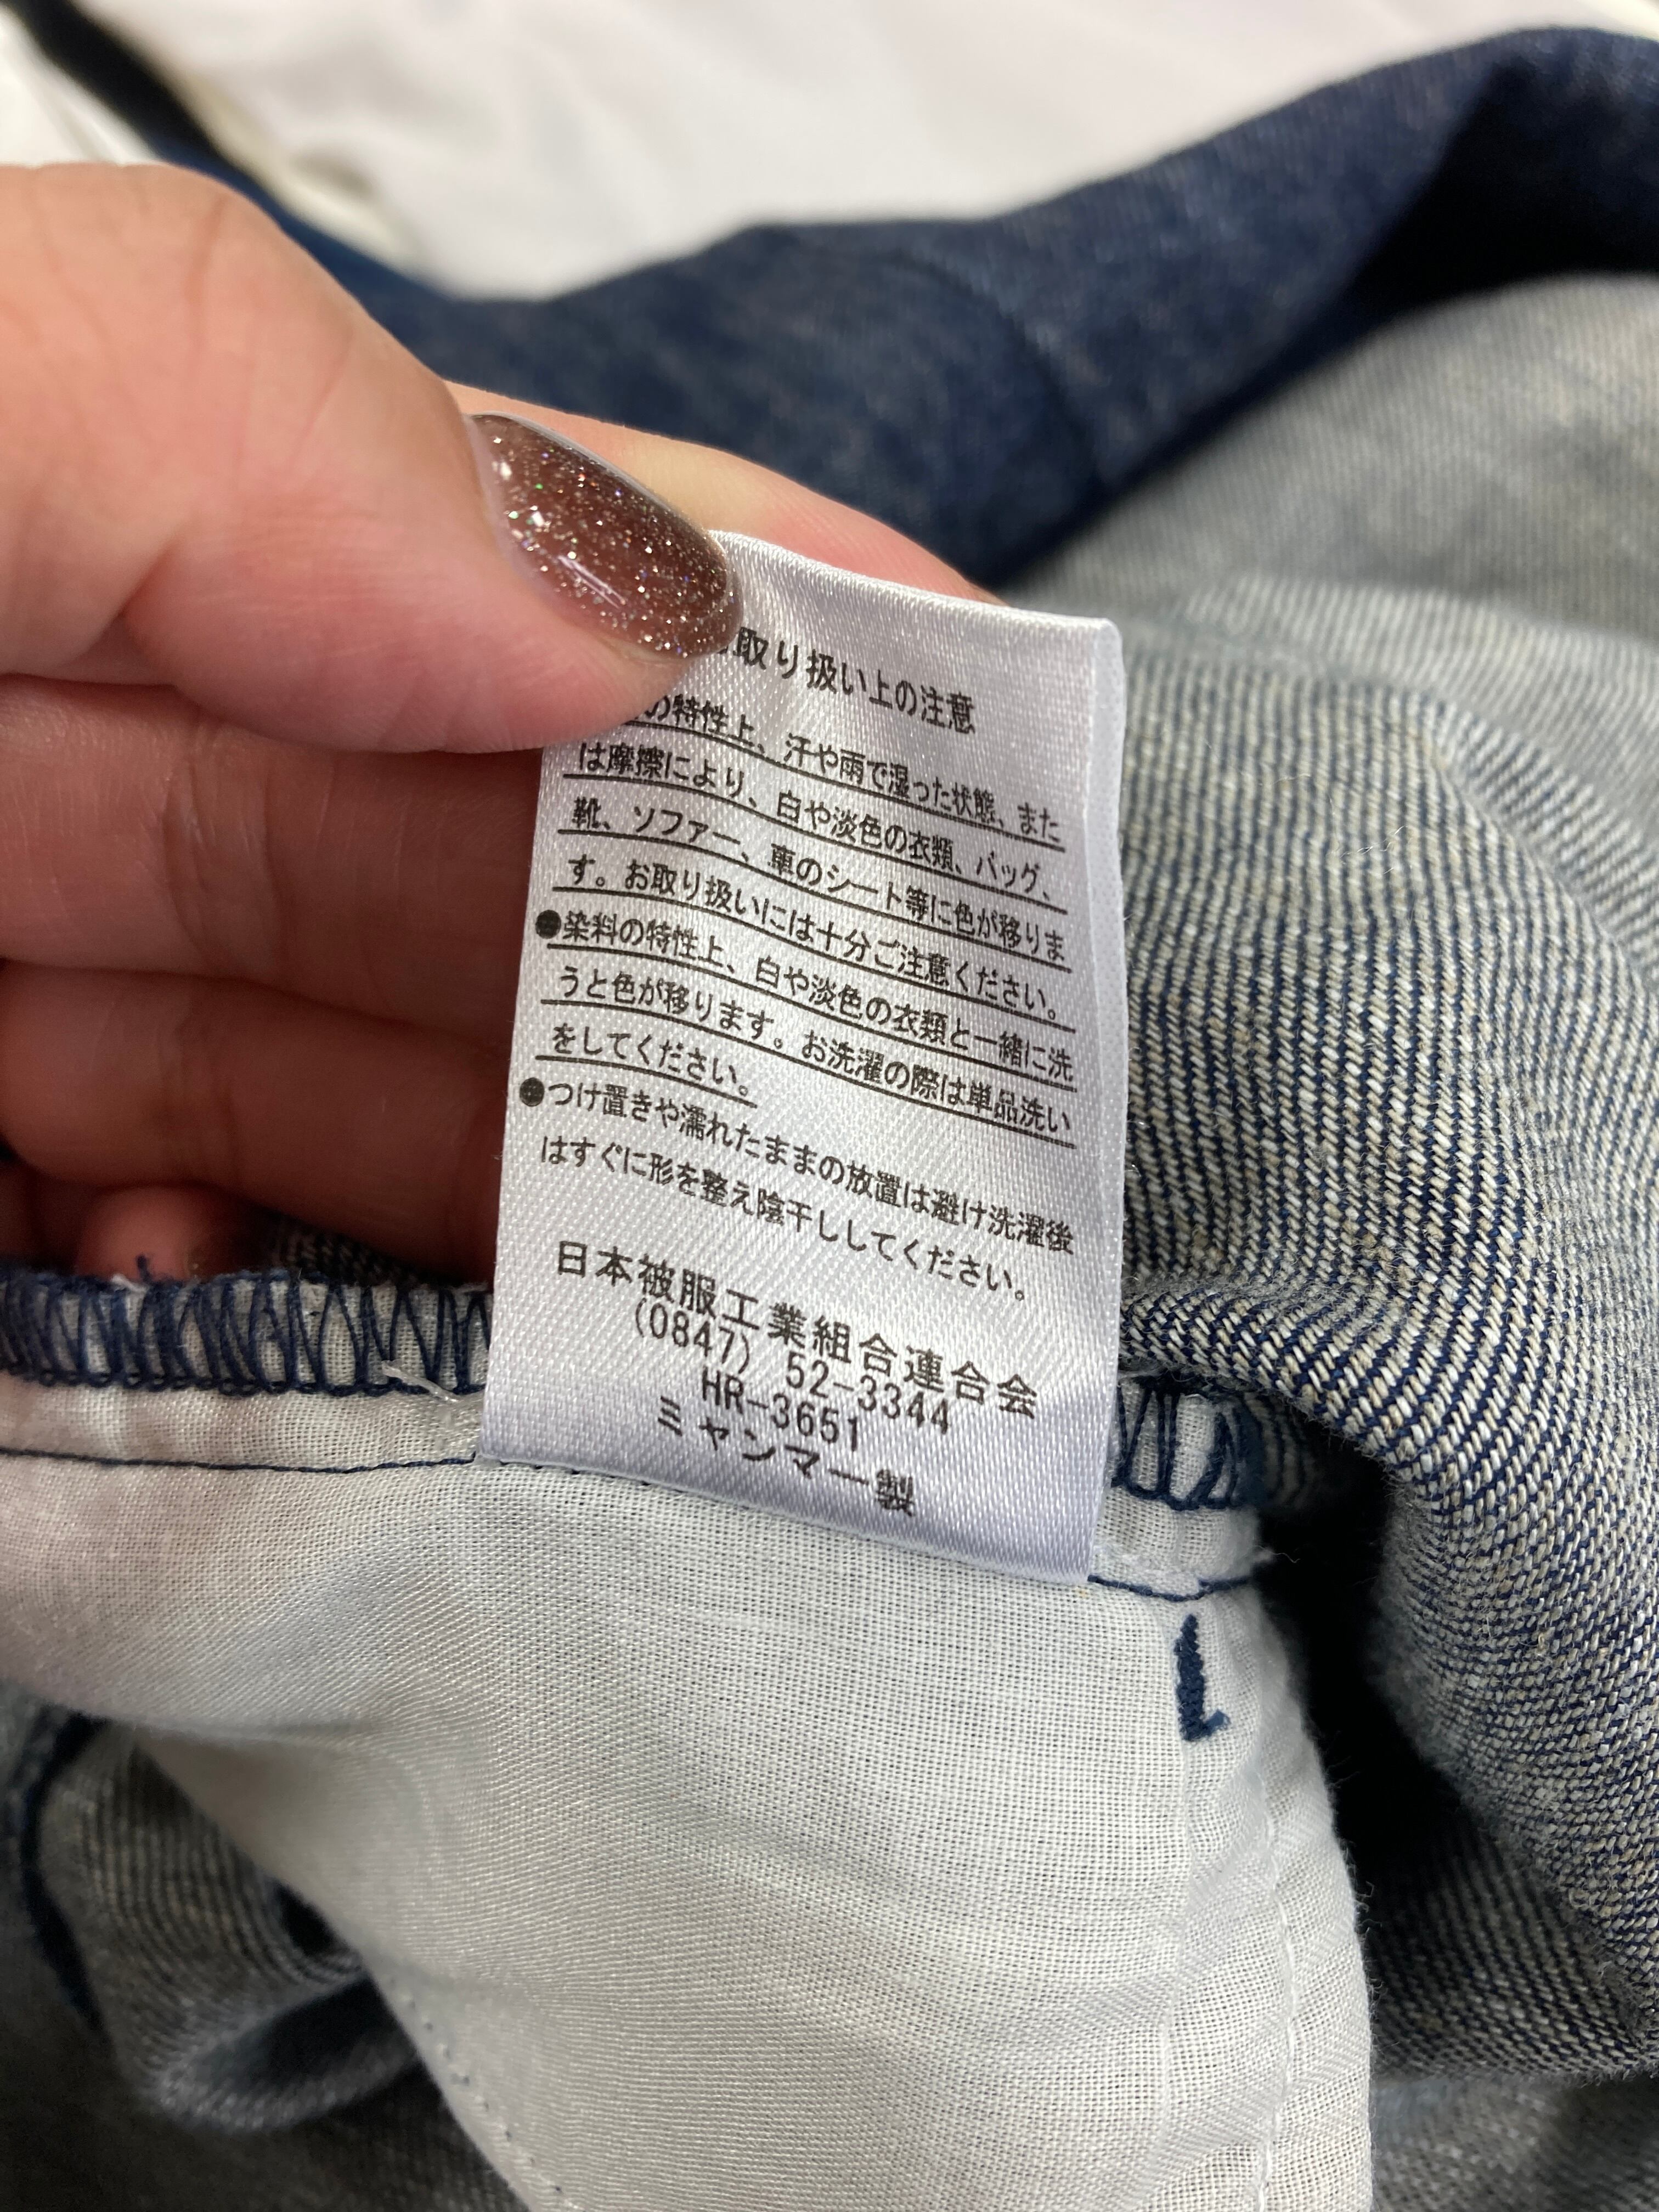 取り扱い上の注意
の特性上、汗や雨で湿った状態、また
は摩擦により、白や淡色の衣類、バッグ、
靴、ソファー、車のシート等に色が移りま
す。お取り扱いには十分ご注意ください。
●染料の特性上、白や淡色の衣類と一緒に洗
うと色が移ります。お洗濯の際は単品洗い
をしてください。
●つけ置きや濡れたままの放置は避け洗濯後
はすぐに形を整え陰干ししてください。
日本被服工業組合連合会
(0847) 52-3344
HR-3651
ミャンマー製